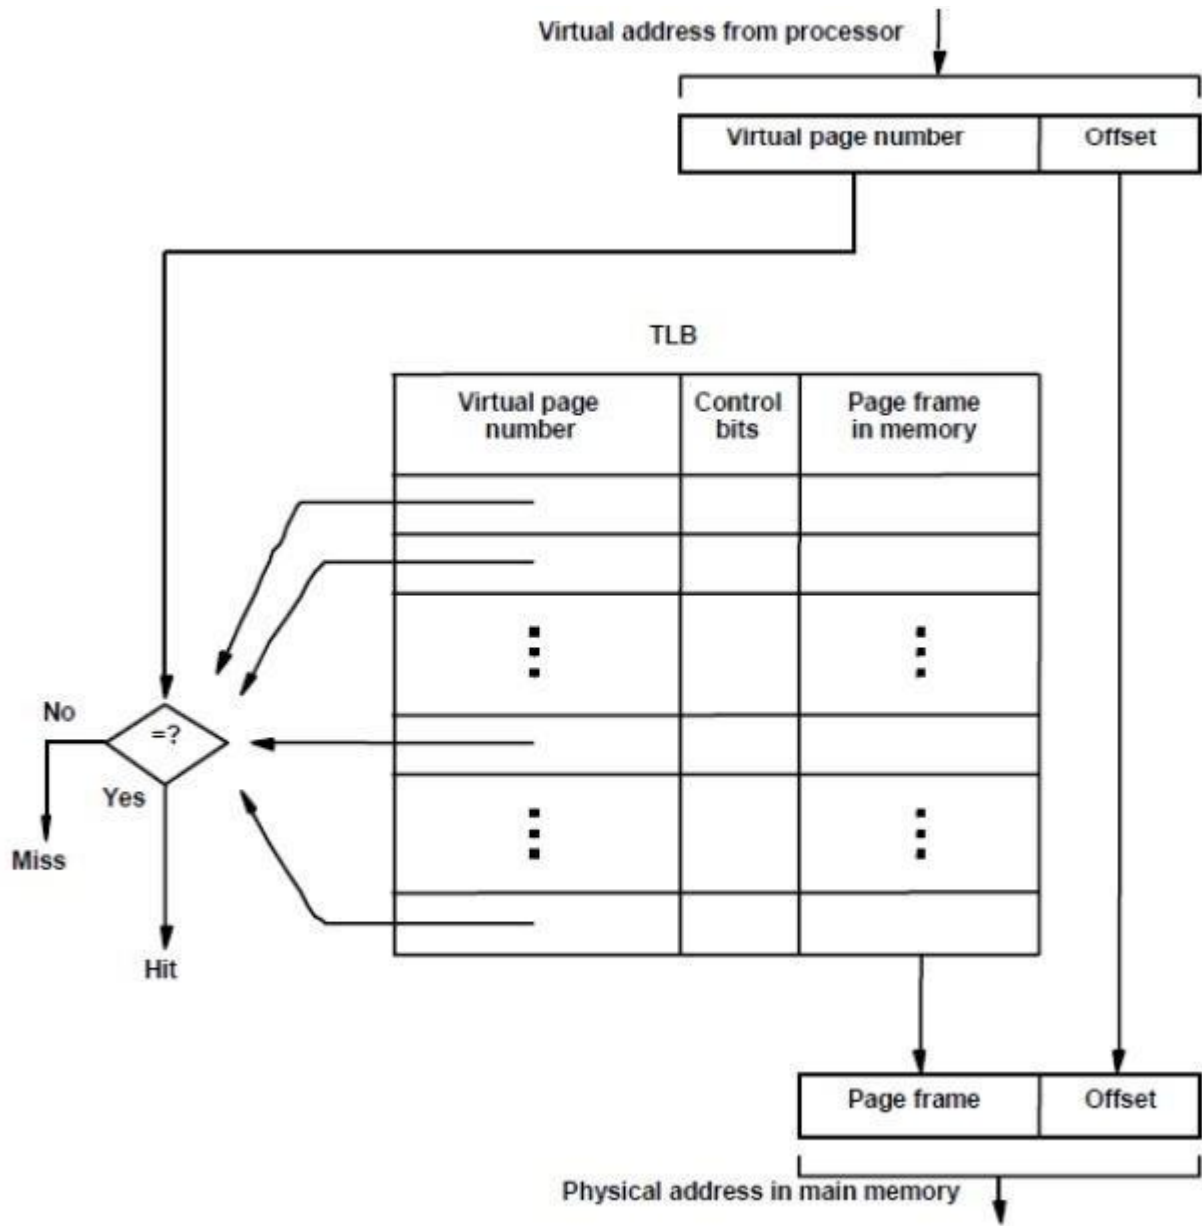 Virtual address from processor
Virtual page number
Offset
TLB
Virtual page
number
Control
bits
Page frame
in memory
No
=?
Yes
Miss
Hit
Page frame
Offset
Physical address in main memory